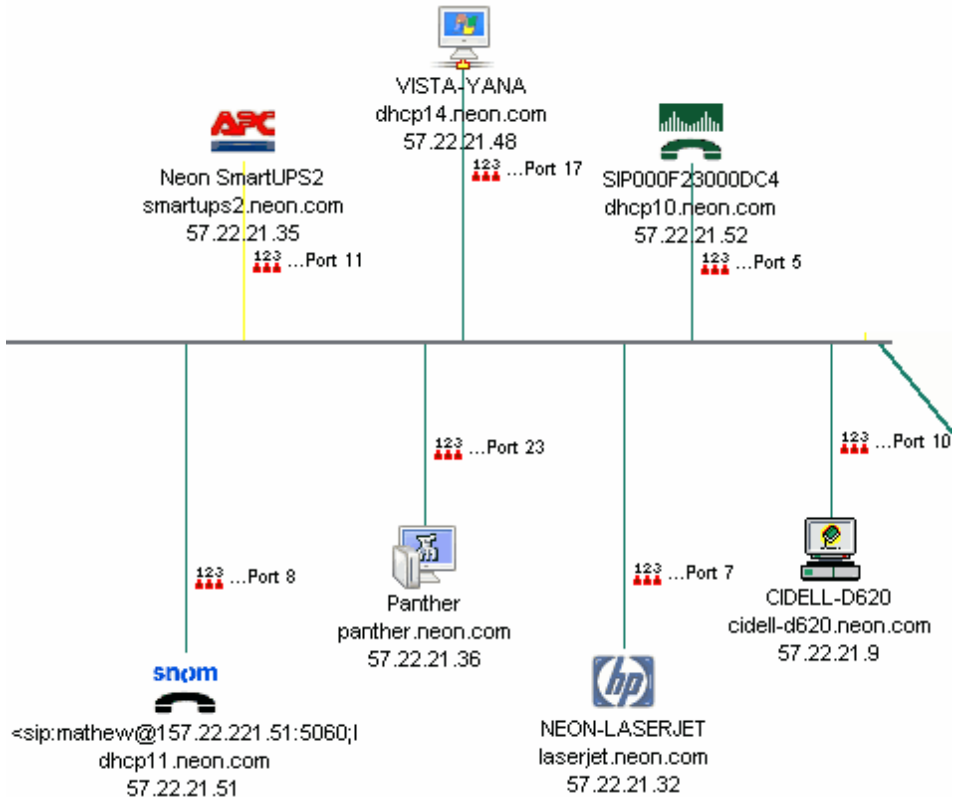 VISTA-YANA
dhcp14.neon.com
57.22.21.48
123 ...Port 17
APC
Neon SmartUPS2
smartups2.neon.com
57.22.21.35
123 ...Port 11
SIP000F23000DC4
dhcp10.neon.com
57.22.21.52
123 ...Port 5
123 ...Port 8
snom
<sip:mathew@157.22.221.51:5060;l
dhcp11.neon.com
57.22.21.51
123 ...Port 23
Panther
panther.neon.com
57.22.21.36
123 ...Port 7
hp
NEON-LASERJET
laserjet.neon.com
57.22.21.32
123 ...Port 10
CIDELL-D620
cidell-d620.neon.com
57.22.21.9